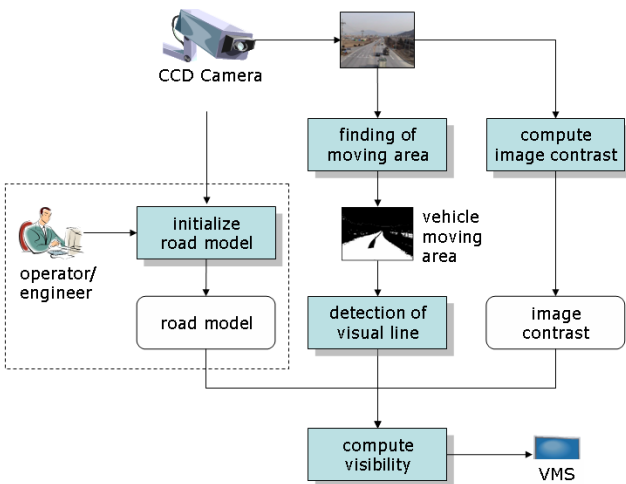 CCD Camera
finding of
moving area
compute
image contrast
initialize
road model
vehicle
moving
area
operator/
engineer
road model
detection of
visual line
image
contrast
compute
visibility
VMS